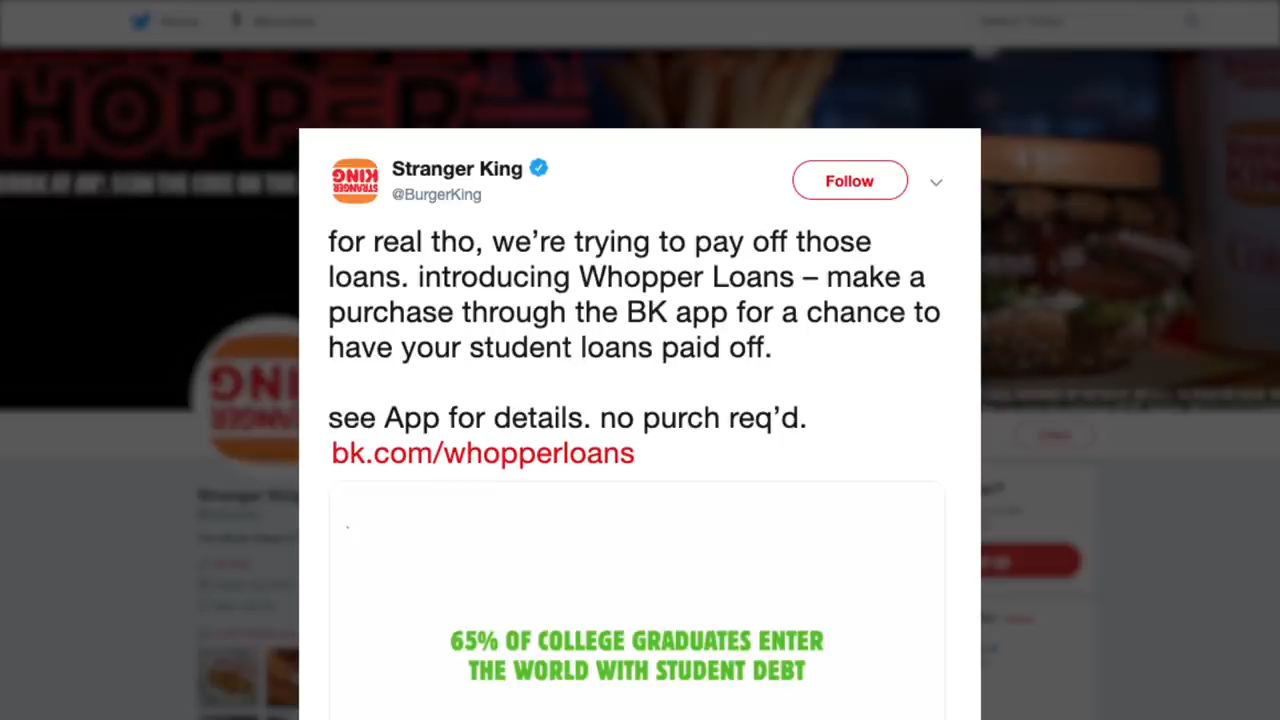 Stranger King
@BurgerKing
Follow
for real tho, we’re trying to pay off those
loans. introducing Whopper Loans – make a
purchase through the BK app for a chance to
have your student loans paid off.
see App for details. no purch req’d.
bk.com/whopperloans
65% OF COLLEGE GRADUATES ENTER
THE WORLD WITH STUDENT DEBT